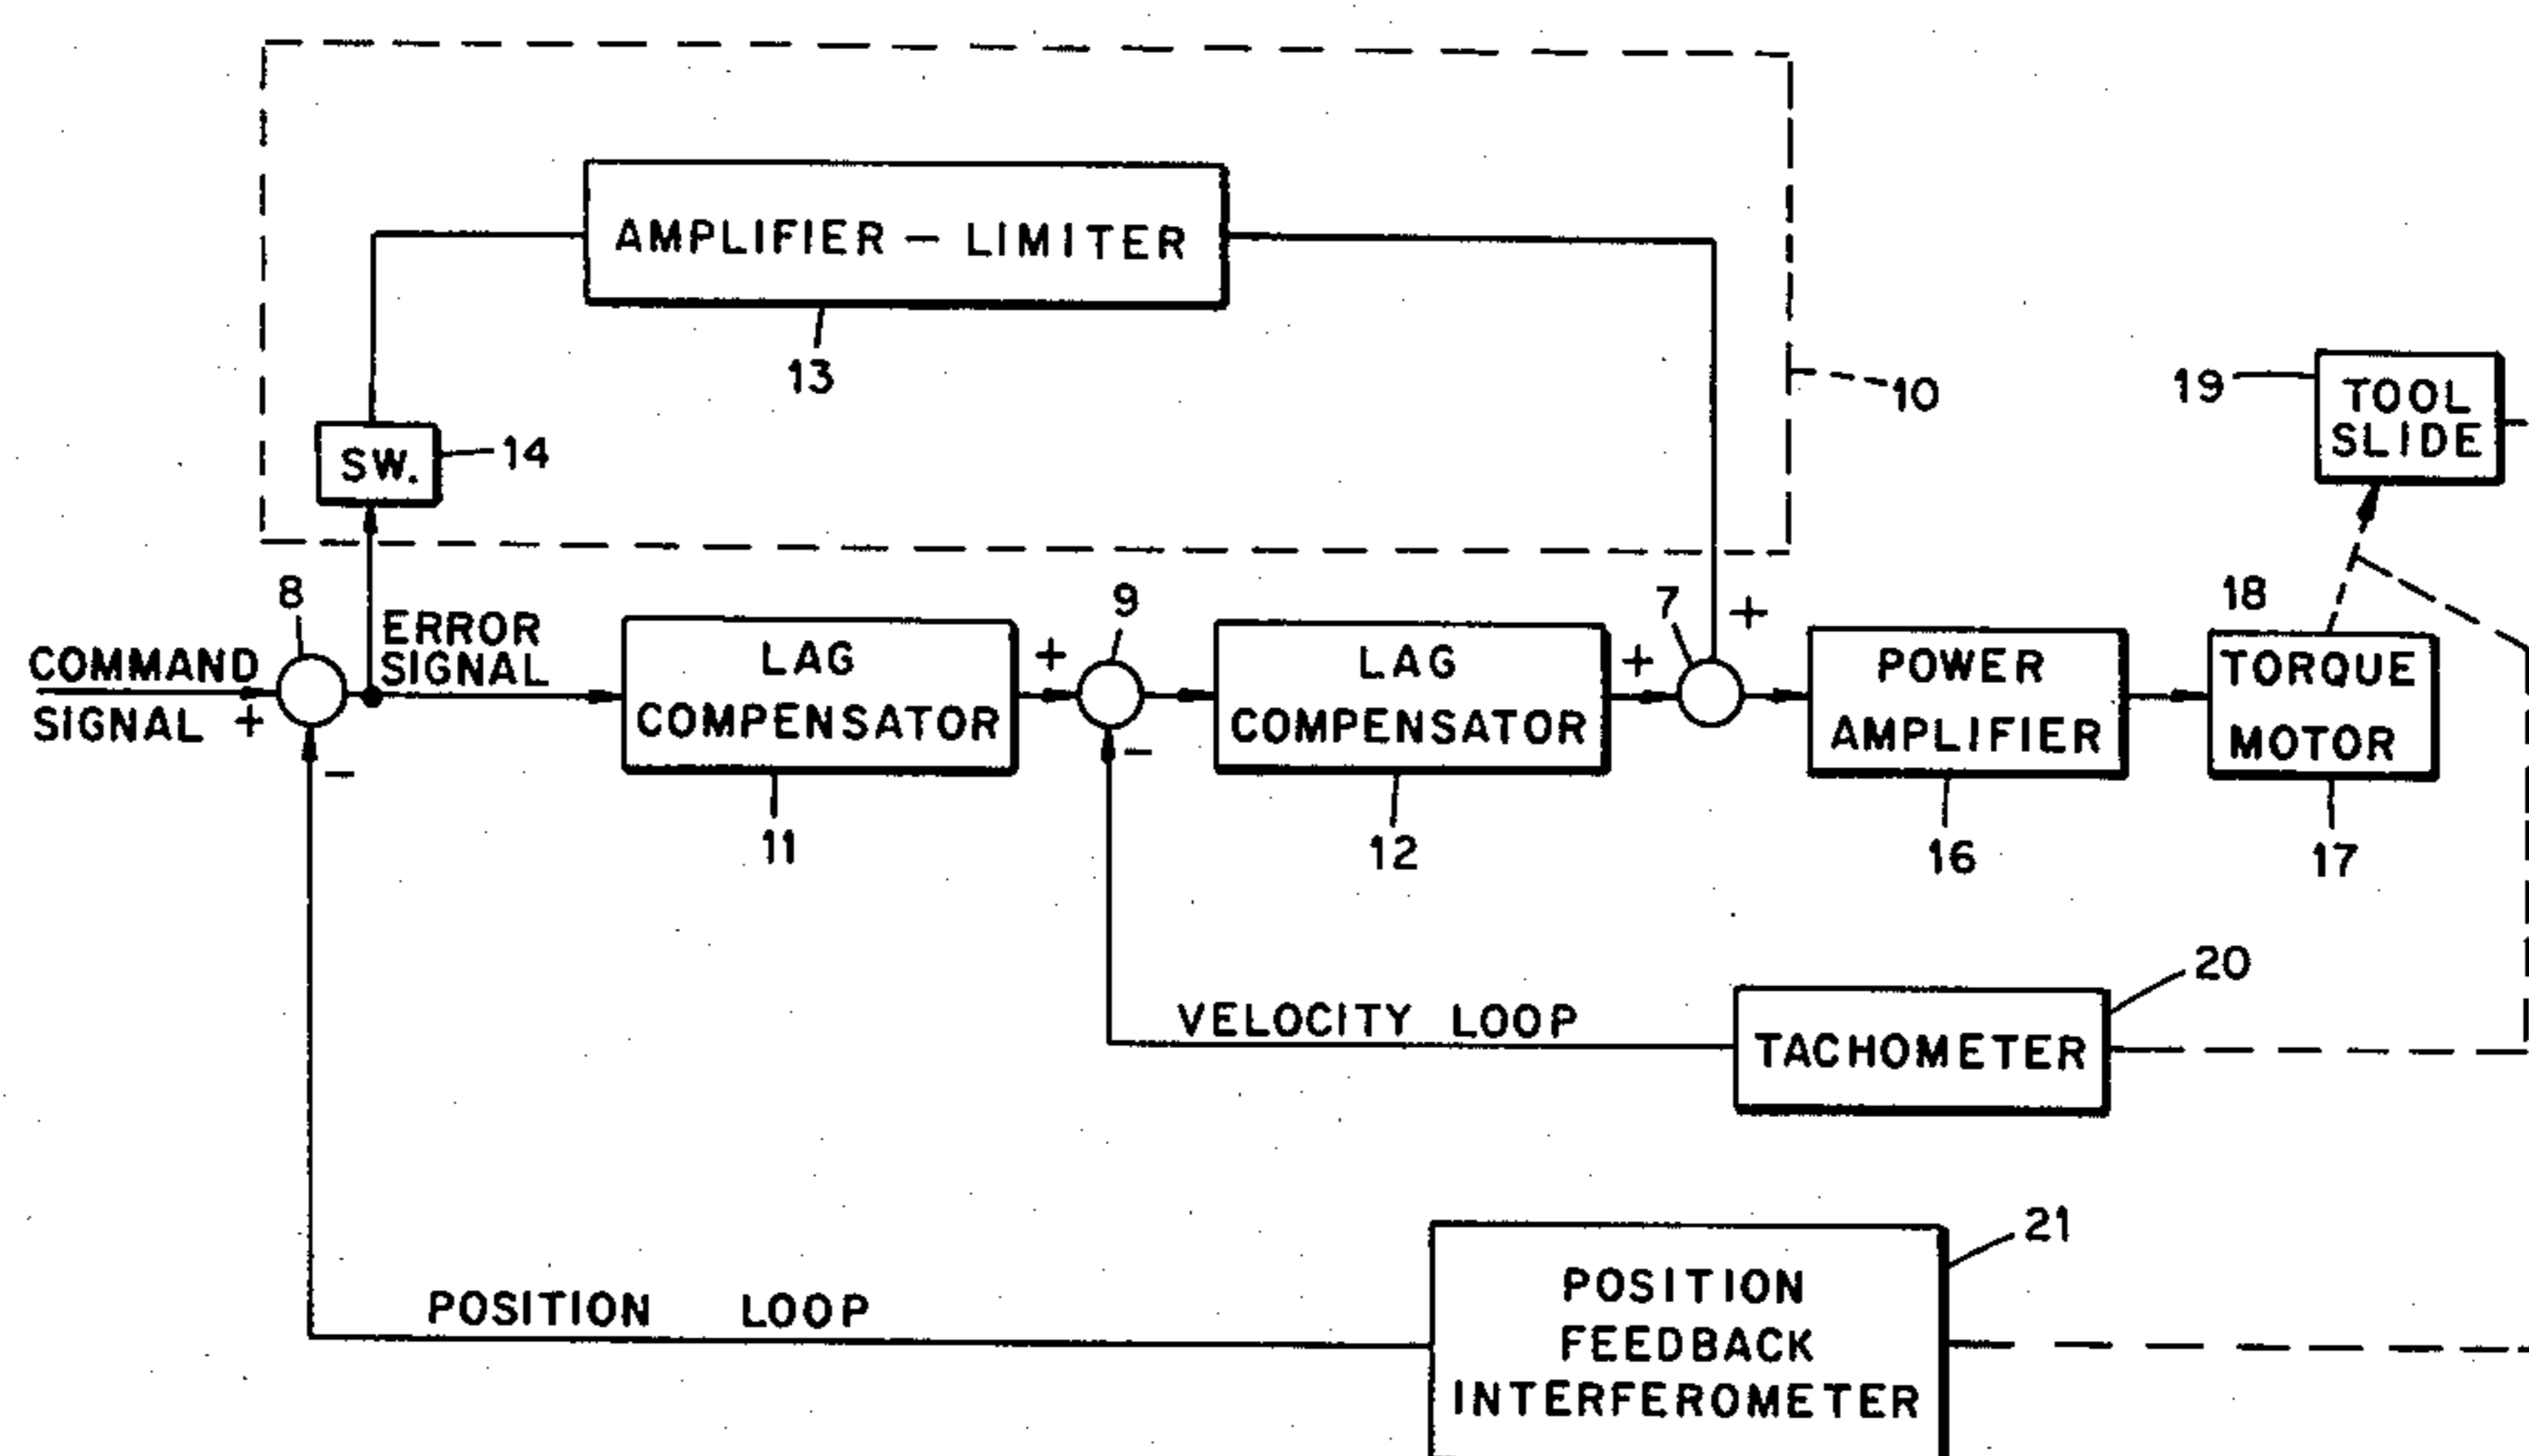 AMPLIFIER – LIMITER
13
10
19
TOOL
SLIDE
SW.
14
8
ERROR
SIGNAL
COMMAND
SIGNAL +
–
LAG
COMPENSATOR
11
+
9
–
LAG
COMPENSATOR
12
+
7
+
POWER
AMPLIFIER
16
18
TORQUE
MOTOR
17
VELOCITY LOOP
TACHOMETER
20
POSITION LOOP
POSITION
FEEDBACK
INTERFEROMETER
21